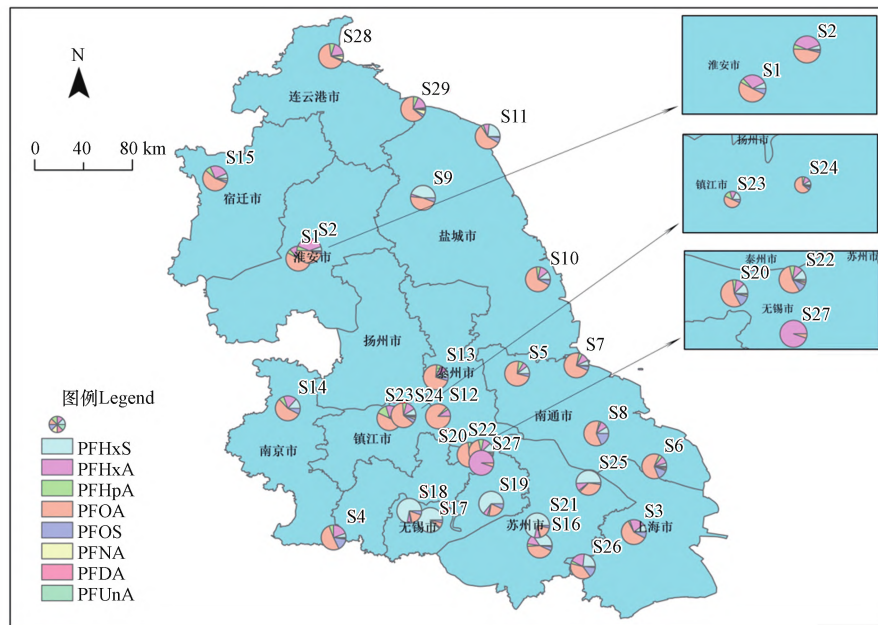 N
0 40 80 km
S28
连云港市
S29
S11
S15
宿迁市
S9
S1
S2
淮安市
盐城市
S10
扬州市
S13
泰州市
S5
S7
S14
S23
S24
S12
南京市
镇江市
南通市
S8
S20
S22
S27
S6
S25
S18
S17
S19
无锡市
S21
苏州市
S16
S3
上海市
S4
S26
S2
淮安市
S1
扬州市
镇江市
S23
S24
泰州市
苏州市
S20
S22
无锡市
S27
图例Legend
PFHxS
PFHxA
PFHpA
PFOA
PFOS
PFNA
PFDA
PFUnA